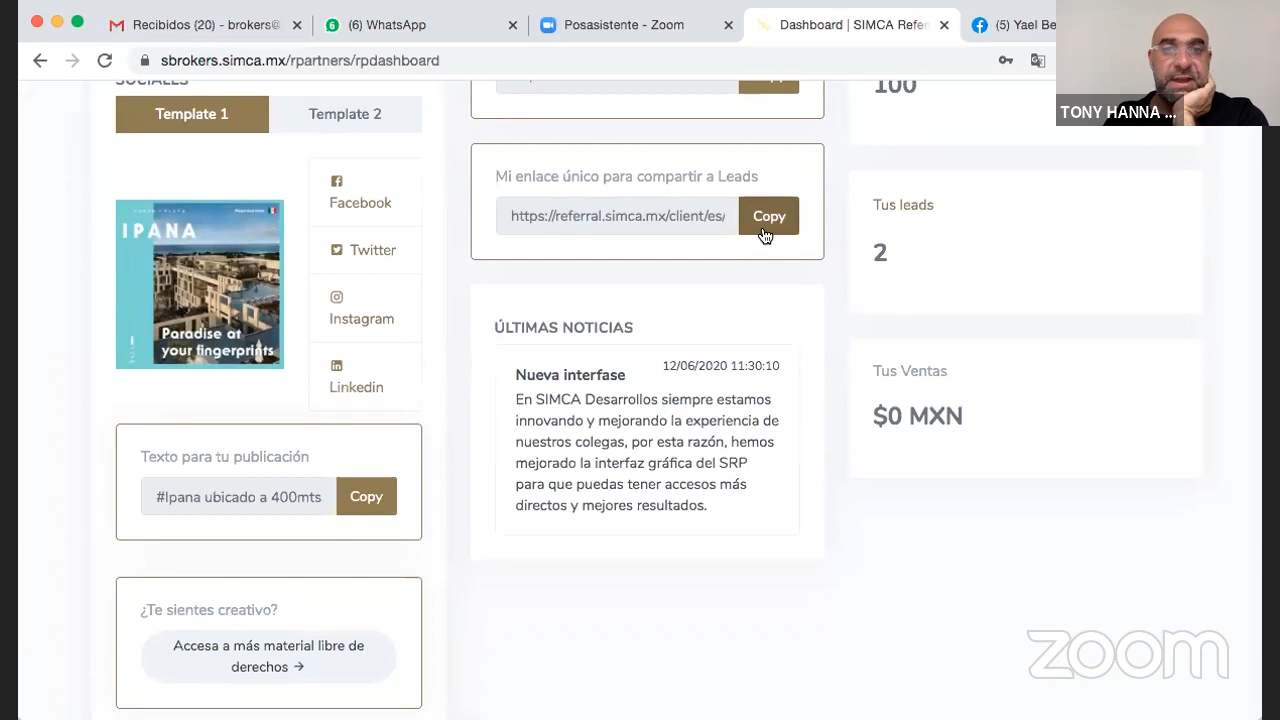 Recibidos (20) - brokers@
(6) WhatsApp
Posasistente - Zoom
Dashboard | SIMCA Refer
(5) Yael Be
sbrokers.simca.mx/rpartners/rpdashboard
TONY HANNA ...
SOCIALES
Template 1
Template 2
IPANA
Paradise at
your fingerprints
Facebook
Twitter
Instagram
Linkedin
Texto para tu publicación
#Ipana ubicado a 400mts
Copy
¿Te sientes creativo?
Accesa a más material libre de
derechos →
Mi enlace único para compartir a Leads
https://referral.simca.mx/client/es/
Copy
ÚLTIMAS NOTICIAS
12/06/2020 11:30:10
Nueva interfase
En SIMCA Desarrollos siempre estamos
innovando y mejorando la experiencia de
nuestros colegas, por esta razón, hemos
mejorado la interfaz gráfica del SRP
para que puedas tener accesos más
directos y mejores resultados.
100
Tus leads
2
Tus Ventas
$0 MXN
zoom